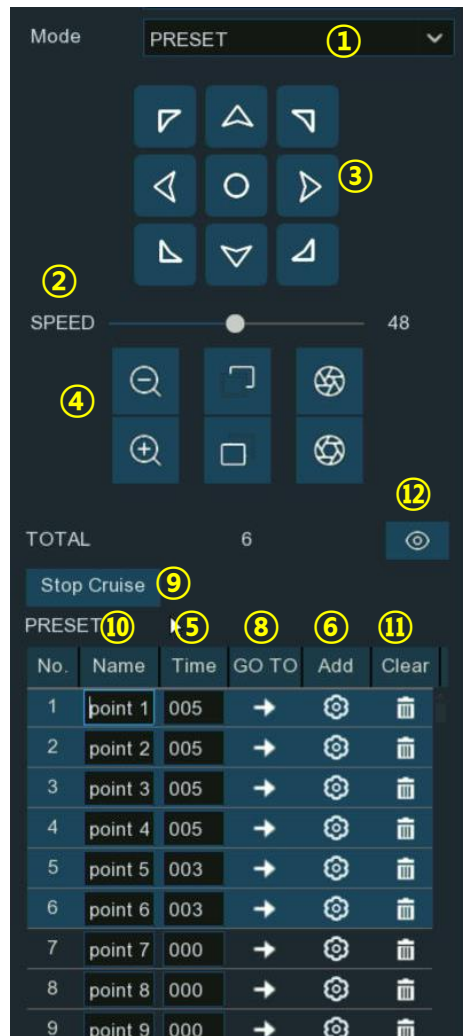 Mode PRESET ①
③
②
SPEED 48
④
⑫
TOTAL 6
Stop Cruise ⑨
PRESET ⑩ ⑤ ⑧ ⑥ ⑪
No. Name Time GO TO Add Clear
1 point 1 005
2 point 2 005
3 point 3 005
4 point 4 005
5 point 5 003
6 point 6 003
7 point 7 000
8 point 8 000
9 point 9 000